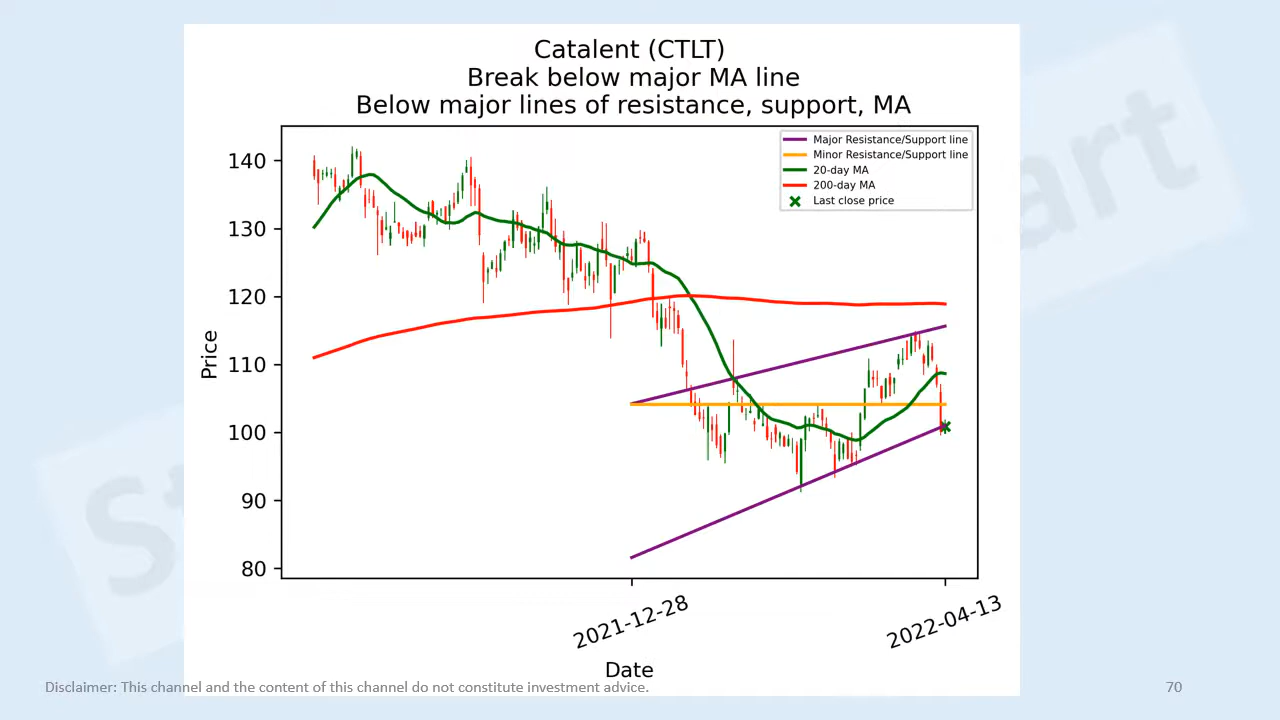 Catalent (CTLT)
Break below major MA line
Below major lines of resistance, support, MA
Major Resistance/Support line
Minor Resistance/Support line
20-day MA
200-day MA
Last close price
140
130
120
110
100
90
80
Price
2021-12-28
2022-04-13
Date
Disclaimer: This channel and the content of this channel do not constitute investment advice.
70